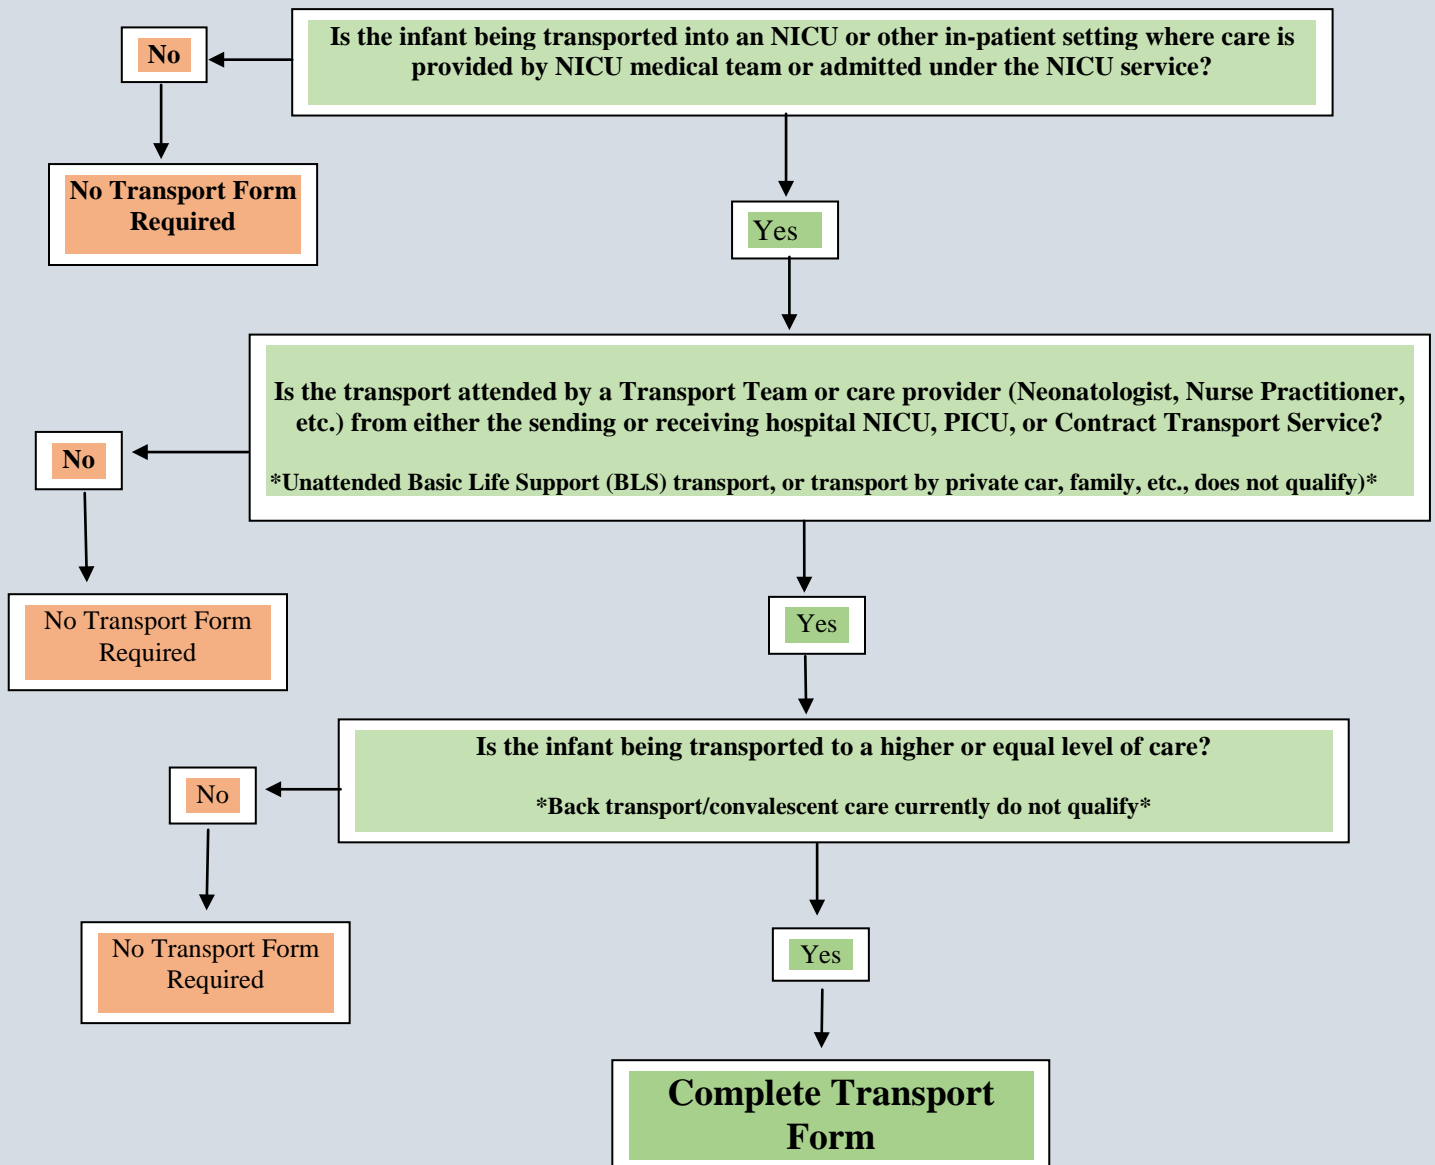 Is the infant being transported into an NICU or other in-patient setting where care is
provided by NICU medical team or admitted under the NICU service?
No
No Transport Form
Required
Yes
Is the transport attended by a Transport Team or care provider (Neonatologist, Nurse Practitioner,
etc.) from either the sending or receiving hospital NICU, PICU, or Contract Transport Service?
*Unattended Basic Life Support (BLS) transport, or transport by private car, family, etc., does not qualify)*
No
No Transport Form
Required
Yes
Is the infant being transported to a higher or equal level of care?
*Back transport/convalescent care currently do not qualify*
No
No Transport Form
Required
Yes
Complete Transport
Form